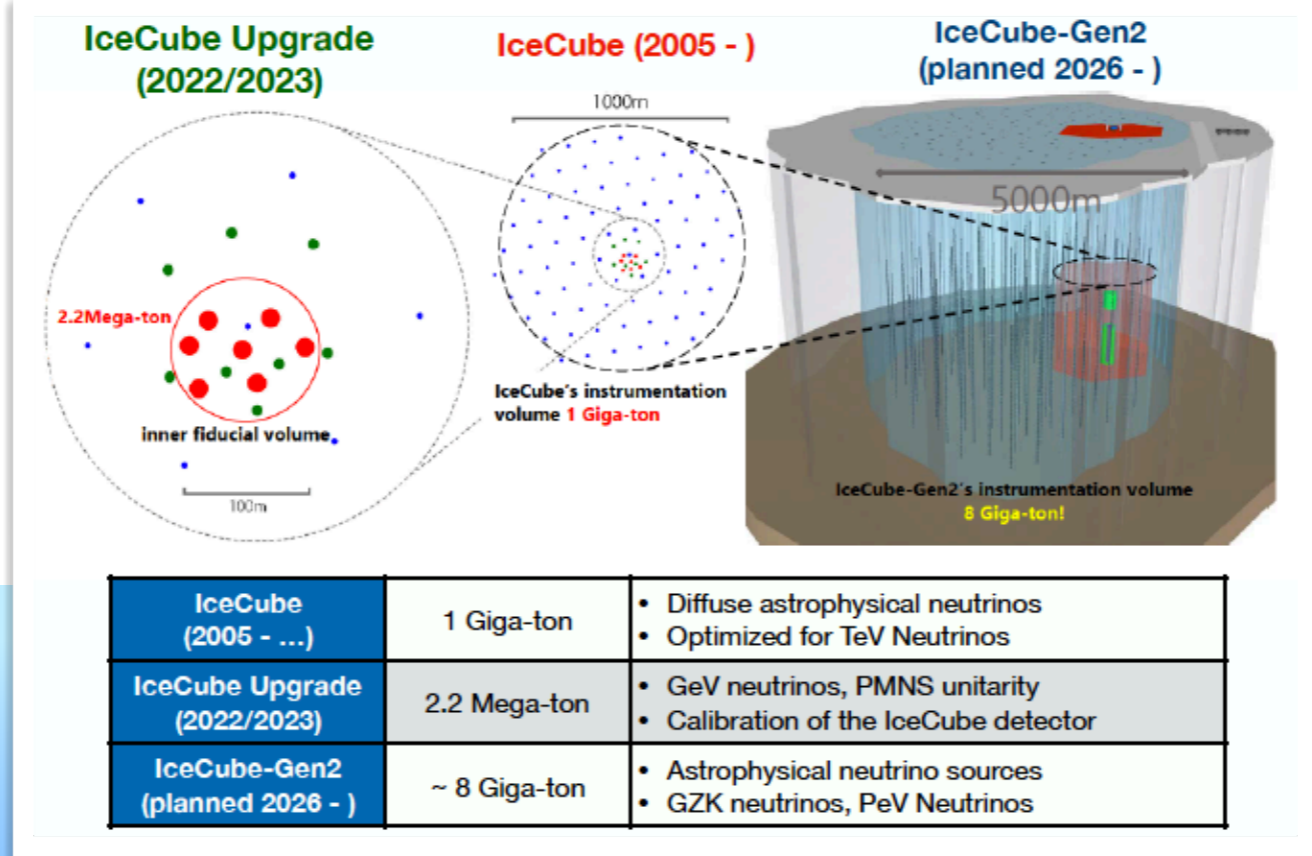 IceCube Upgrade
(2022/2023)
IceCube (2005 - )
IceCube-Gen2
(planned 2026 - )
1000m
5000m
2.2Mega-ton
inner fiducial volume
100m
IceCube's instrumentation
volume 1 Giga-ton
IceCube-Gen2's instrumentation volume
8 Giga-ton!
IceCube
(2005 - ...)
1 Giga-ton
• Diffuse astrophysical neutrinos
• Optimized for TeV Neutrinos
IceCube Upgrade
(2022/2023)
2.2 Mega-ton
• GeV neutrinos, PMNS unitarity
• Calibration of the IceCube detector
IceCube-Gen2
(planned 2026 - )
~ 8 Giga-ton
• Astrophysical neutrino sources
• GZK neutrinos, PeV Neutrinos